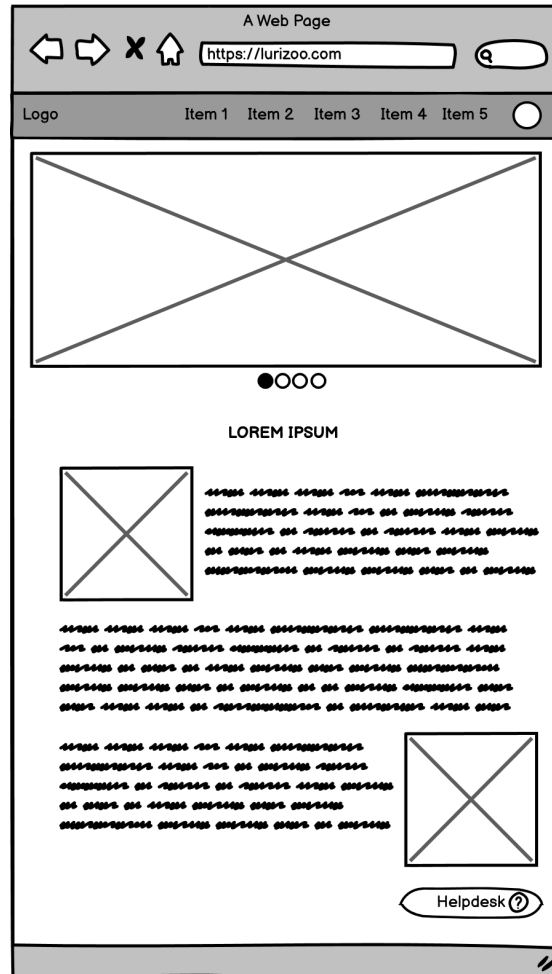 A Web Page
https://lurizoo.com
Logo Item 1 Item 2 Item 3 Item 4 Item 5
LOREM IPSUM
Helpdesk ?